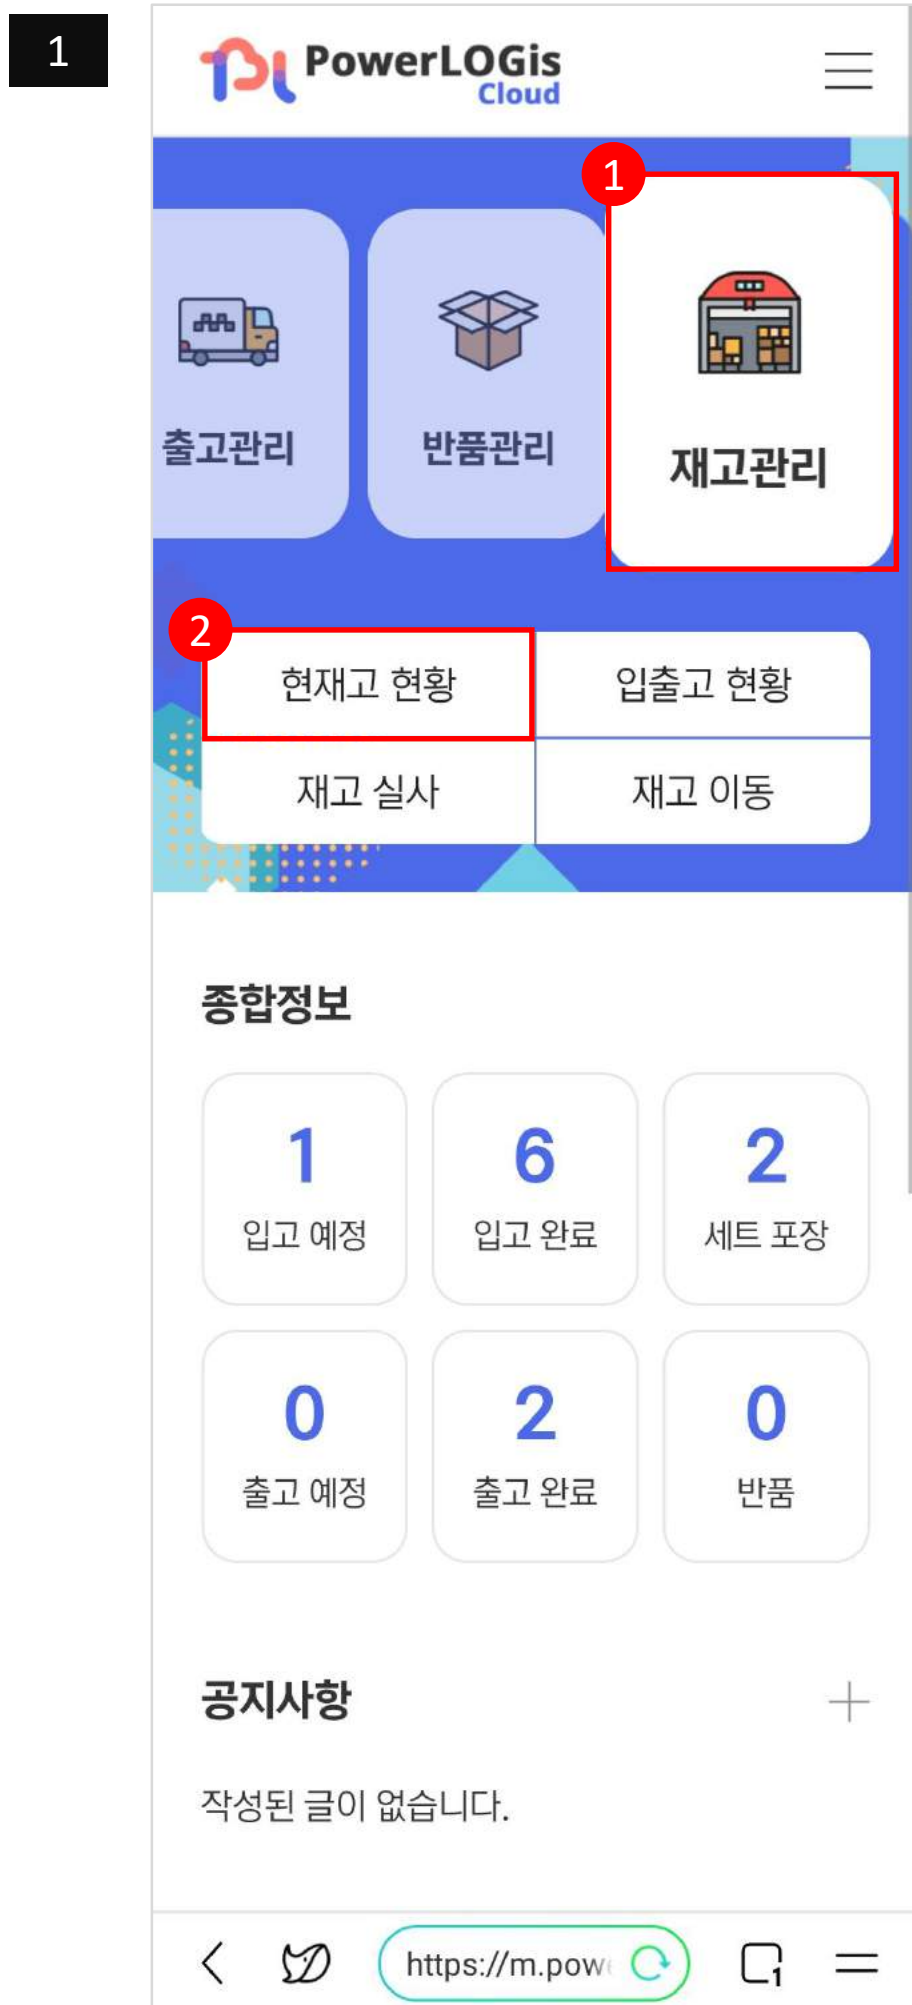 1
PowerLOGis
Cloud
1
출고관리
반품관리
재고관리
2
현재고 현황
입출고 현황
재고 실사
재고 이동
종합정보
1
6
2
입고 예정
입고 완료
세트 포장
0
2
0
출고 예정
출고 완료
반품
공지사항
작성된 글이 없습니다.
https://m.pow
1